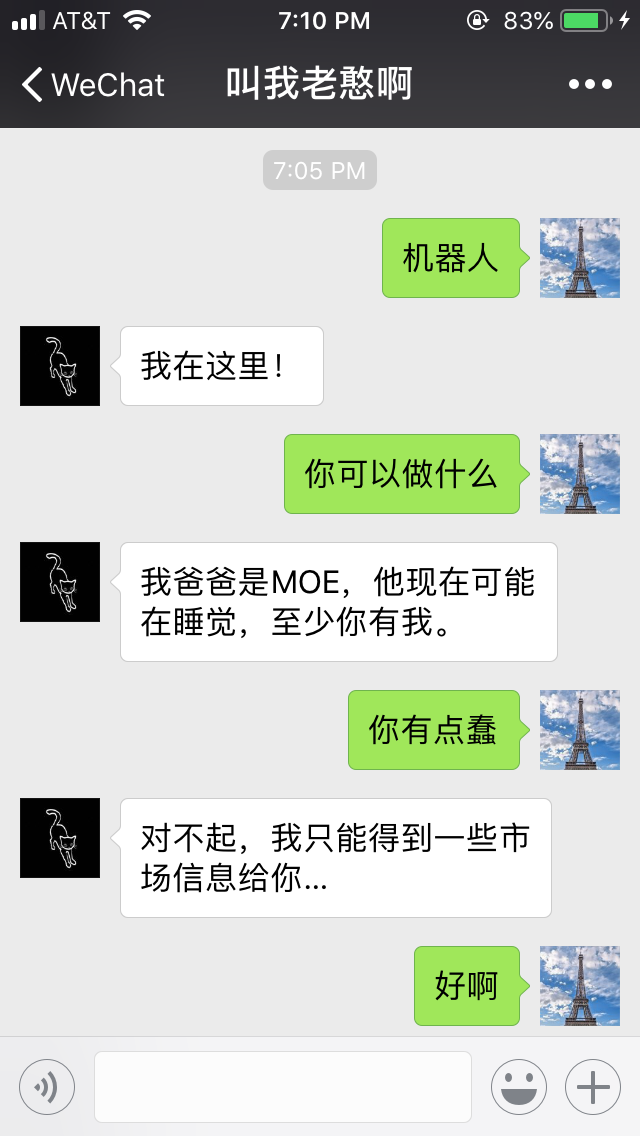 AT&T 7:10 PM 83%
WeChat 叫我老憨啊
7:05 PM
机器人
我在这里！
你可以做什么
我爸爸是MOE，他现在可能
在睡觉，至少你有我。
你有点蠢
对不起，我只能得到一些市
场信息给你...
好啊